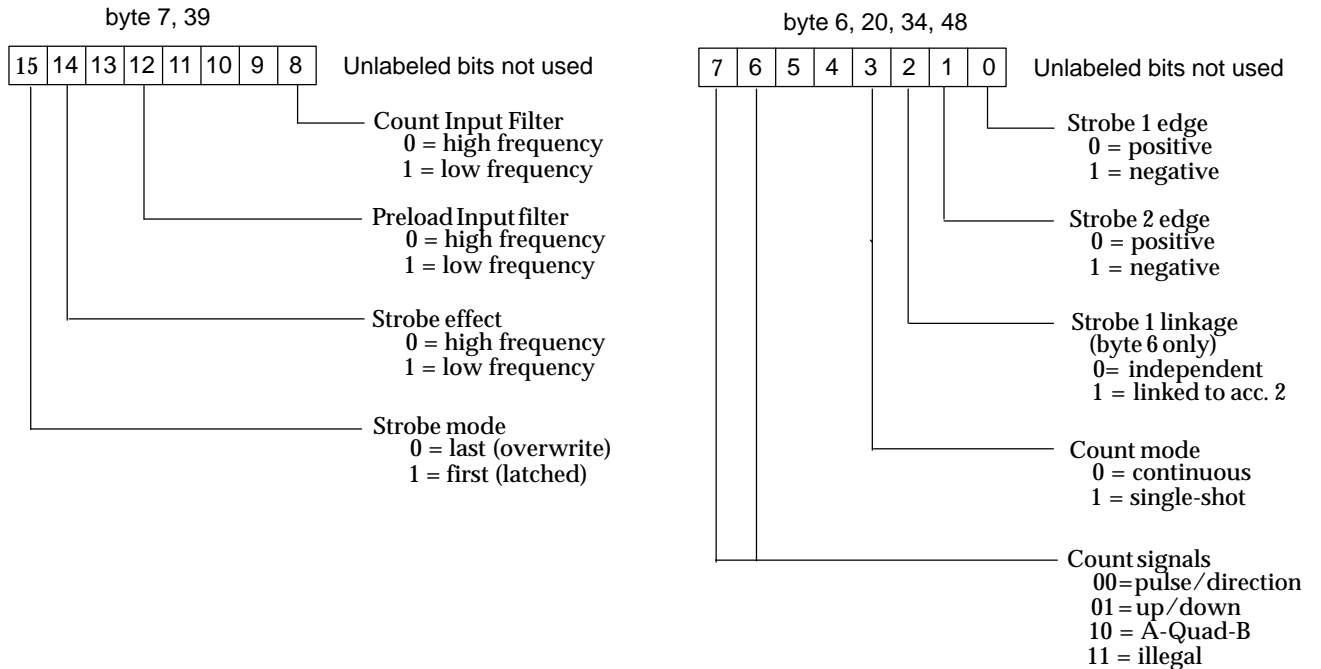 byte 7, 39
15 14 13 12 11 10 9 8 Unlabeled bits not used
Count Input Filter
0 = high frequency
1 = low frequency
Preload Input filter
0 = high frequency
1 = low frequency
Strobe effect
0 = high frequency
1 = low frequency
Strobe mode
0 = last (overwrite)
1 = first (latched)
byte 6, 20, 34, 48
7 6 5 4 3 2 1 0 Unlabeled bits not used
Strobe 1 edge
0 = positive
1 = negative
Strobe 2 edge
0 = positive
1 = negative
Strobe 1 linkage
(byte 6 only)
0= independent
1 = linked to acc. 2
Count mode
0 = continuous
1 = single-shot
Count signals
00=pulse/direction
01=up/down
10 = A-Quad-B
11 = illegal